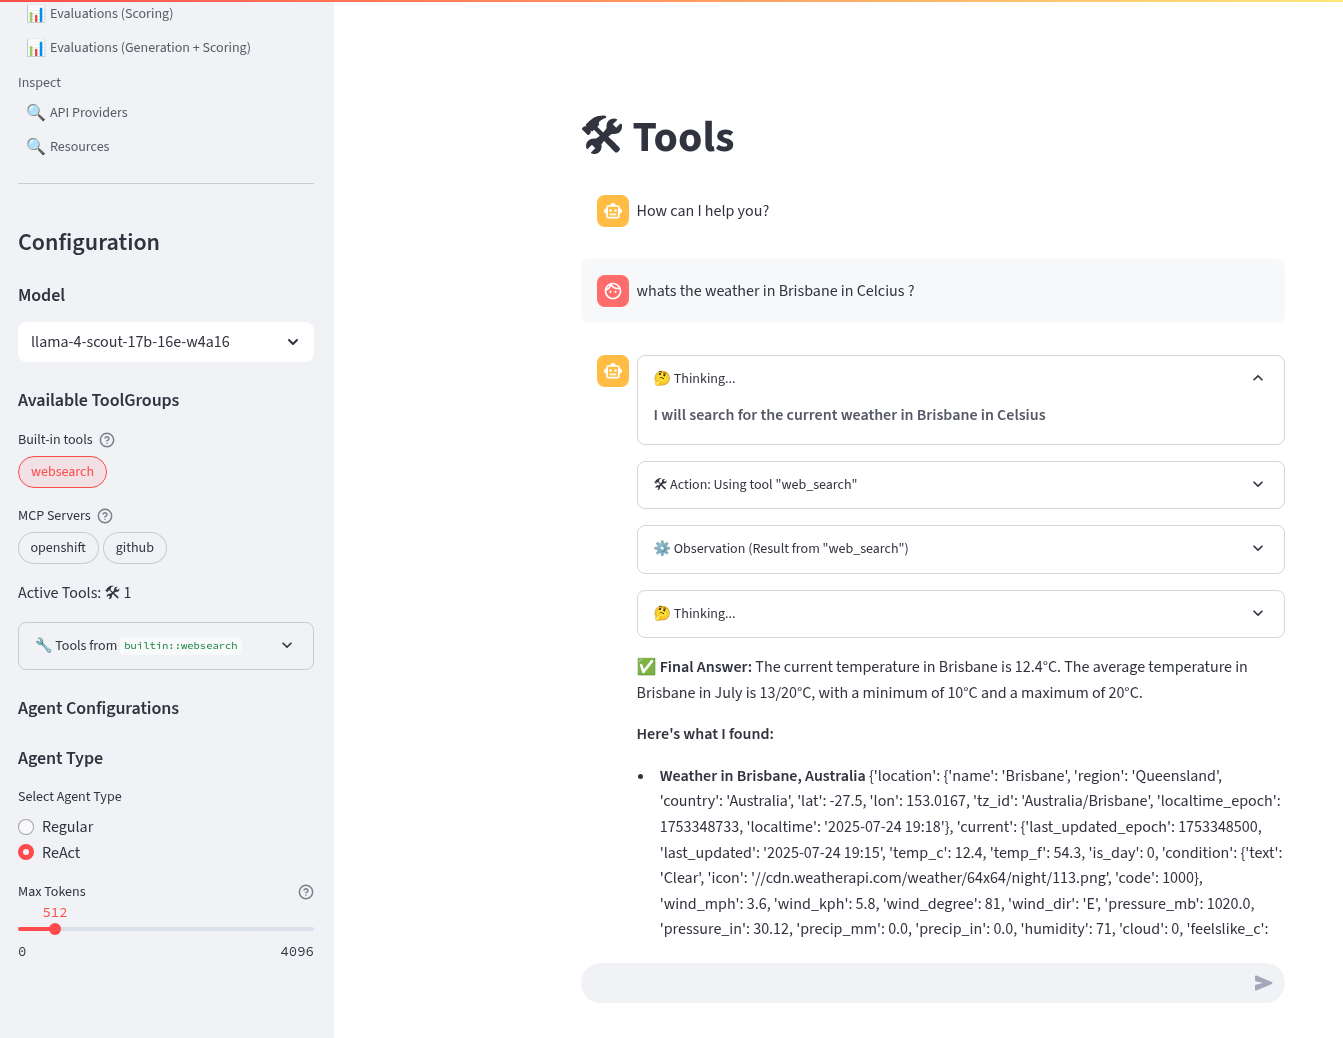 Evaluations (Scoring)
Evaluations (Generation + Scoring)
Inspect
API Providers
Resources
Configuration
Model
llama-4-scout-17b-16e-w4a16
Available ToolGroups
Built-in tools
websearch
MCP Servers
openshift
github
Active Tools: 🛠 1
Tools from builtin::websearch
Agent Configurations
Agent Type
Select Agent Type
Regular
ReAct
Max Tokens
512
0
4096
🛠 Tools
How can I help you?
whats the weather in Brisbane in Celcius ?
🤔 Thinking...
I will search for the current weather in Brisbane in Celsius
🛠 Action: Using tool "web_search"
⚙️ Observation (Result from "web_search")
🤔 Thinking...
✅ Final Answer: The current temperature in Brisbane is 12.4°C. The average temperature in
Brisbane in July is 13/20°C, with a minimum of 10°C and a maximum of 20°C.
Here's what I found:
• Weather in Brisbane, Australia {'location': {'name': 'Brisbane', 'region': 'Queensland',
'country': 'Australia', 'lat': -27.5, 'lon': 153.0167, 'tz_id': 'Australia/Brisbane', 'localtime_epoch':
1753348733, 'localtime': '2025-07-24 19:18'}, 'current': {'last_updated_epoch': 1753348500,
'last_updated': '2025-07-24 19:15', 'temp_c': 12.4, 'temp_f': 54.3, 'is_day': 0, 'condition': {'text':
'Clear', 'icon': '//cdn.weatherapi.com/weather/64x64/night/113.png', 'code': 1000},
'wind_mph': 3.6, 'wind_kph': 5.8, 'wind_degree': 81, 'wind_dir': 'E', 'pressure_mb': 1020.0,
'pressure_in': 30.12, 'precip_mm': 0.0, 'precip_in': 0.0, 'humidity': 71, 'cloud': 0, 'feelslike_c':